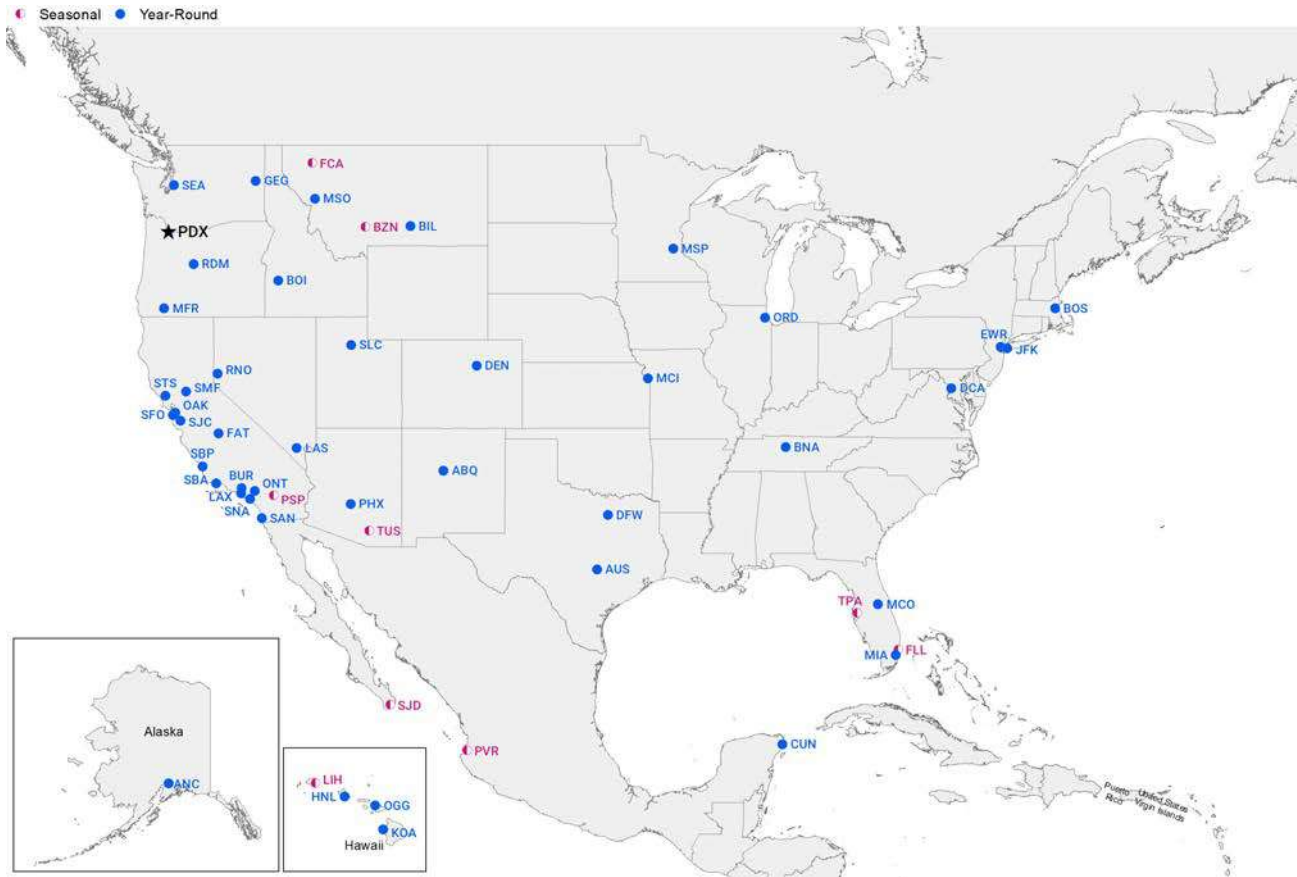 Seasonal Year-Round
FCA
SEA
GEG
MSO
PDX
BZN
BIL
MSP
RDM
BOI
MFR
ORD
BOS
EWR
JFK
SLC
DEN
RNO
MCI
STS
SMF
DCA
OAK
SFO
SJC
FAT
LAS
BNA
SBP
ABQ
SBA
BUR
ONT
LAX
PSP
SNA
PHX
SAN
DFW
TUS
AUS
TPA
MCO
MIA
FLL
SJD
PVR
CUN
Alaska
ANC
LIH
HNL
OGG
KOA
Hawaii
Puerto
Rico
United States
Virgin Islands